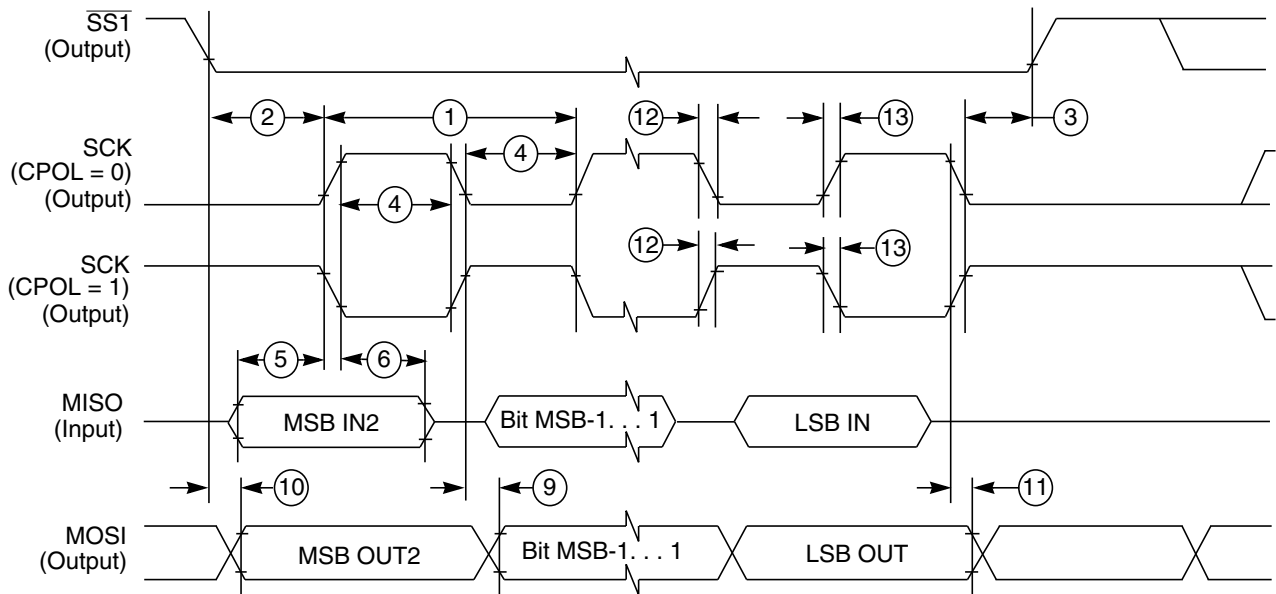 SS1
(Output)
2
1
12
13
3
SCK
(CPOL = 0)
(Output)
4
4
12
13
SCK
(CPOL = 1)
(Output)
5
6
MISO
(Input)
MSB IN2
Bit MSB-1. . . 1
LSB IN
10
9
11
MOSI
(Output)
MSB OUT2
Bit MSB-1. . . 1
LSB OUT